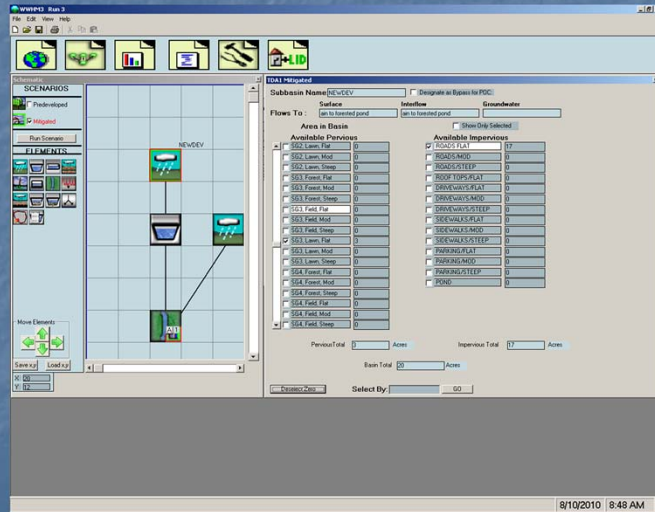 WWHM3 Run 3
File Edit View Help
+LID
Schematic
SCENARIOS
Predeveloped
Mitigated
Run Scenario
ELEMENTS
Move Elements
Save x,y Load x,y
X: 20
Y: 12
NEWDEV
A T
TDA1 Mitigated
Subbasin Name: NEWDEV Designate as Bypass for POC:
Surface Interflow Groundwater
Flows To : ain to forested pond ain to forested pond
Area in Basin Show Only Selected
Available Pervious Available Impervious
SG2, Lawn, Flat 0 ROADS FLAT 17
SG2, Lawn, Mod 0 ROADS/MOD 0
SG2, Lawn, Steep 0 ROADS/STEEP 0
SG3, Forest, Flat 0 ROOF TOPS/FLAT 0
SG3, Forest, Mod 0 DRIVEWAYS/FLAT 0
SG3, Forest, Steep 0 DRIVEWAYS/MOD 0
SG3, Field, Flat 0 DRIVEWAYS/STEEP 0
SG3, Field, Mod 0 SIDEWALKS/FLAT 0
SG3, Field, Steep 0 SIDEWALKS/MOD 0
SG3, Lawn, Flat 3 SIDEWALKS/STEEP 0
SG3, Lawn, Mod 0 PARKING/FLAT 0
SG3, Lawn, Steep 0 PARKING/MOD 0
SG4, Forest, Flat 0 PARKING/STEEP 0
SG4, Forest, Mod 0 POND 0
SG4, Forest, Steep 0
SG4, Field, Flat 0
SG4, Field, Mod 0
SG4, Field, Steep 0
PerviousTotal 3 Acres Impervious Total 17 Acres
Basin Total 20 Acres
Deselect Zero Select By: GO
8/10/2010 8:48 AM